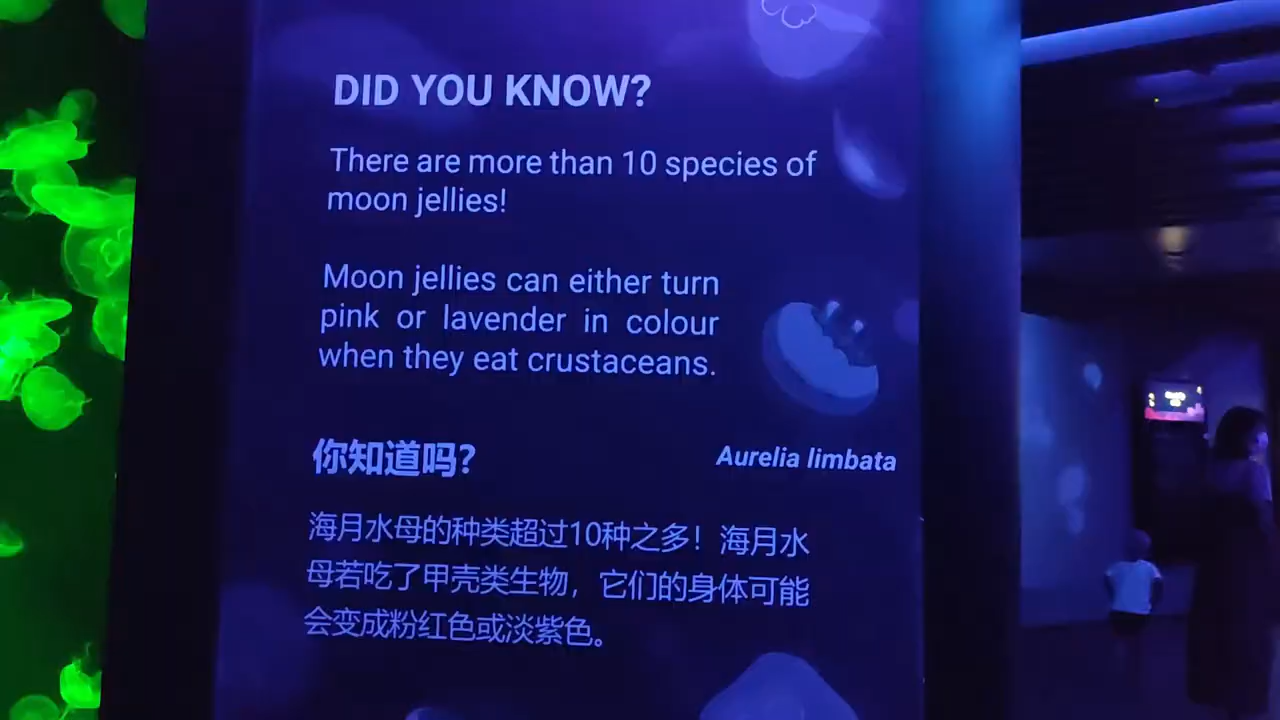 DID YOU KNOW?
There are more than 10 species of
moon jellies!
Moon jellies can either turn
pink or lavender in colour
when they eat crustaceans.
Aurelia limbata
你知道吗?
海月水母的种类超过10种之多！海月水
母若吃了甲壳类生物，它们的身体可能
会变成粉红色或淡紫色。